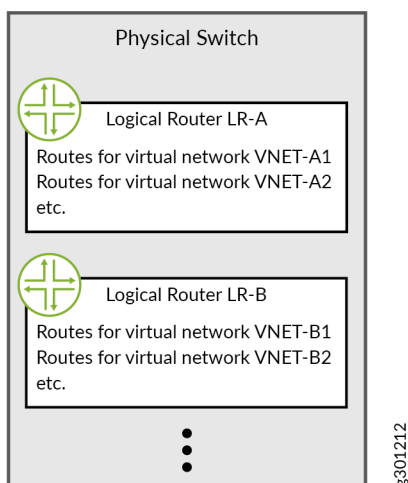 Physical Switch
Logical Router LR-A
Routes for virtual network VNET-A1
Routes for virtual network VNET-A2
etc.
Logical Router LR-B
Routes for virtual network VNET-B1
Routes for virtual network VNET-B2
etc.
g301212